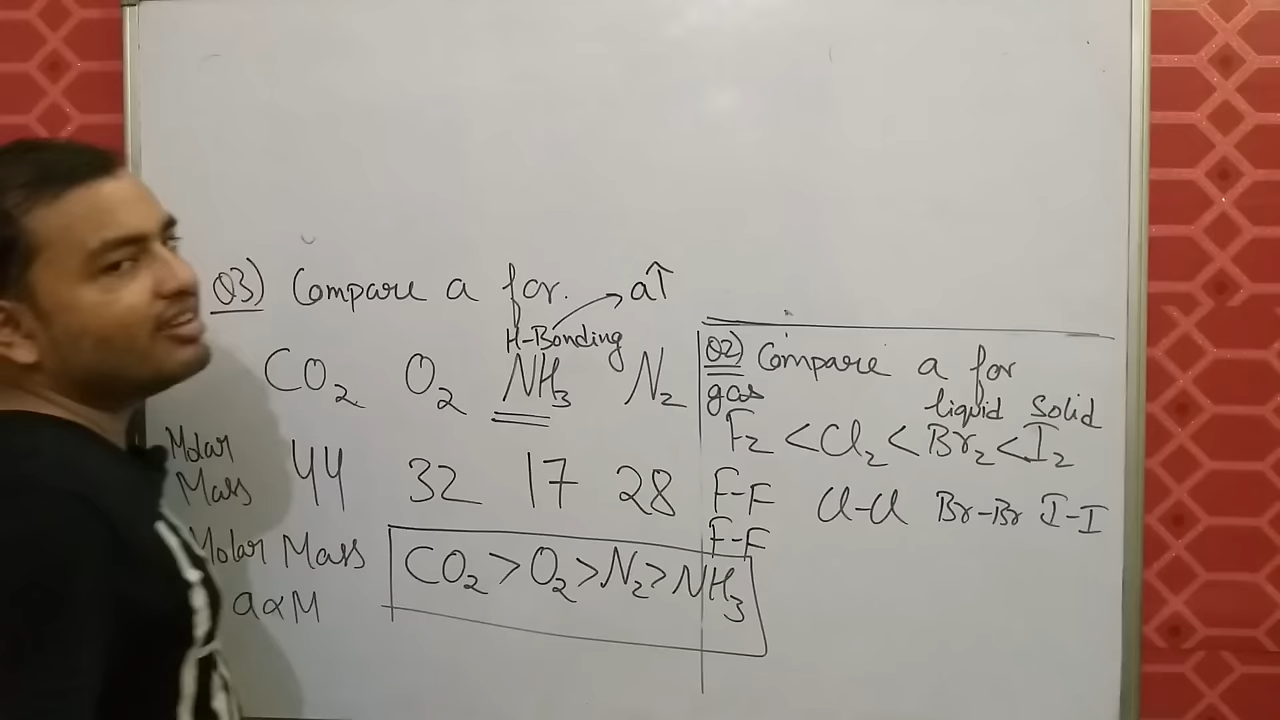 Q3) Compare a for. → a↑
H-Bonding
CO₂ O₂ NH₃ N₂
Molar Mass 44 32 17 28
Molar Mass
a∝M
CO₂ > O₂ > N₂ > NH₃
Q2) Compare a for
gas liquid Solid
F₂ < Cl₂ < Br₂ < I₂
F-F Cl-Cl Br-Br I-I
F-F